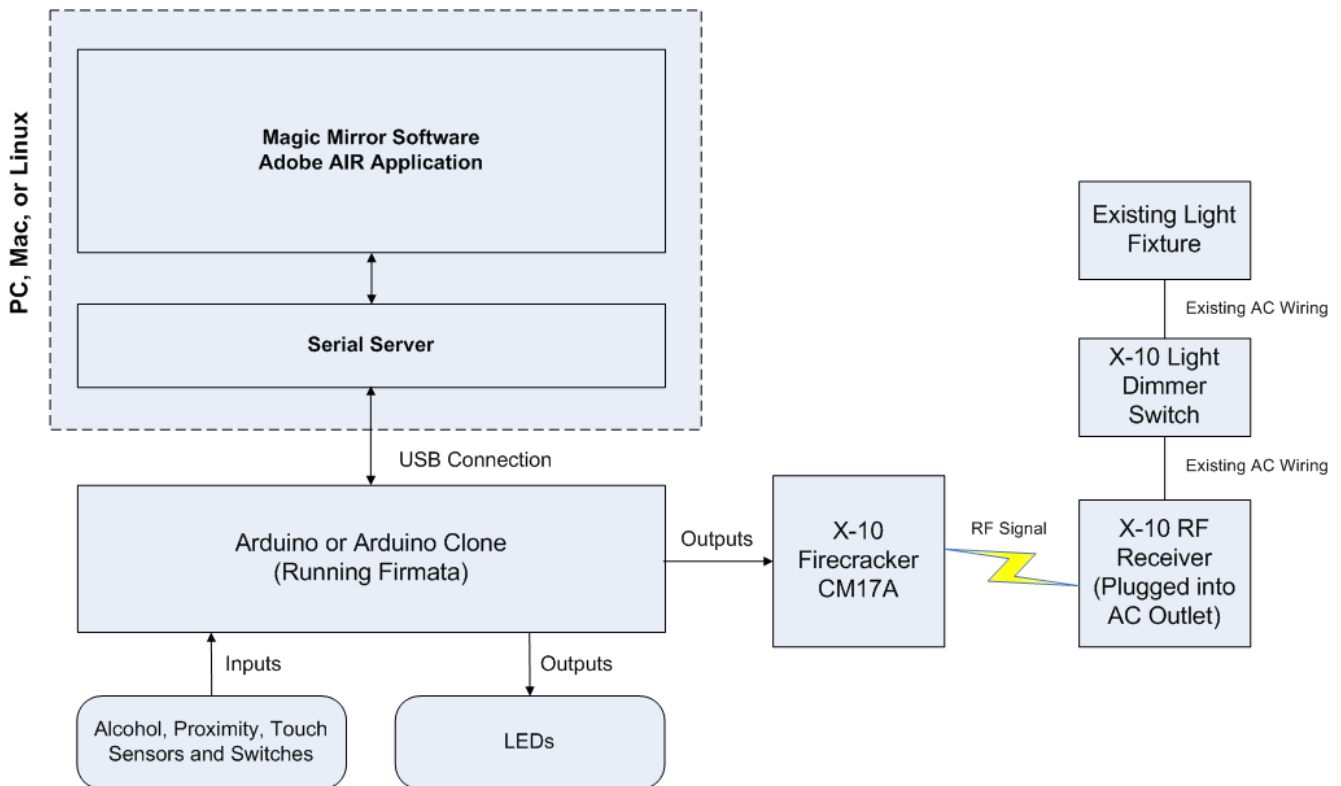 PC, Mac, or Linux
Magic Mirror Software
Adobe AIR Application
Serial Server
USB Connection
Arduino or Arduino Clone
(Running Firmata)
Inputs
Outputs
Alcohol, Proximity, Touch
Sensors and Switches
LEDs
Outputs
X-10
Firecracker
CM17A
RF Signal
Existing Light
Fixture
Existing AC Wiring
X-10 Light
Dimmer
Switch
Existing AC Wiring
X-10 RF
Receiver
(Plugged into
AC Outlet)